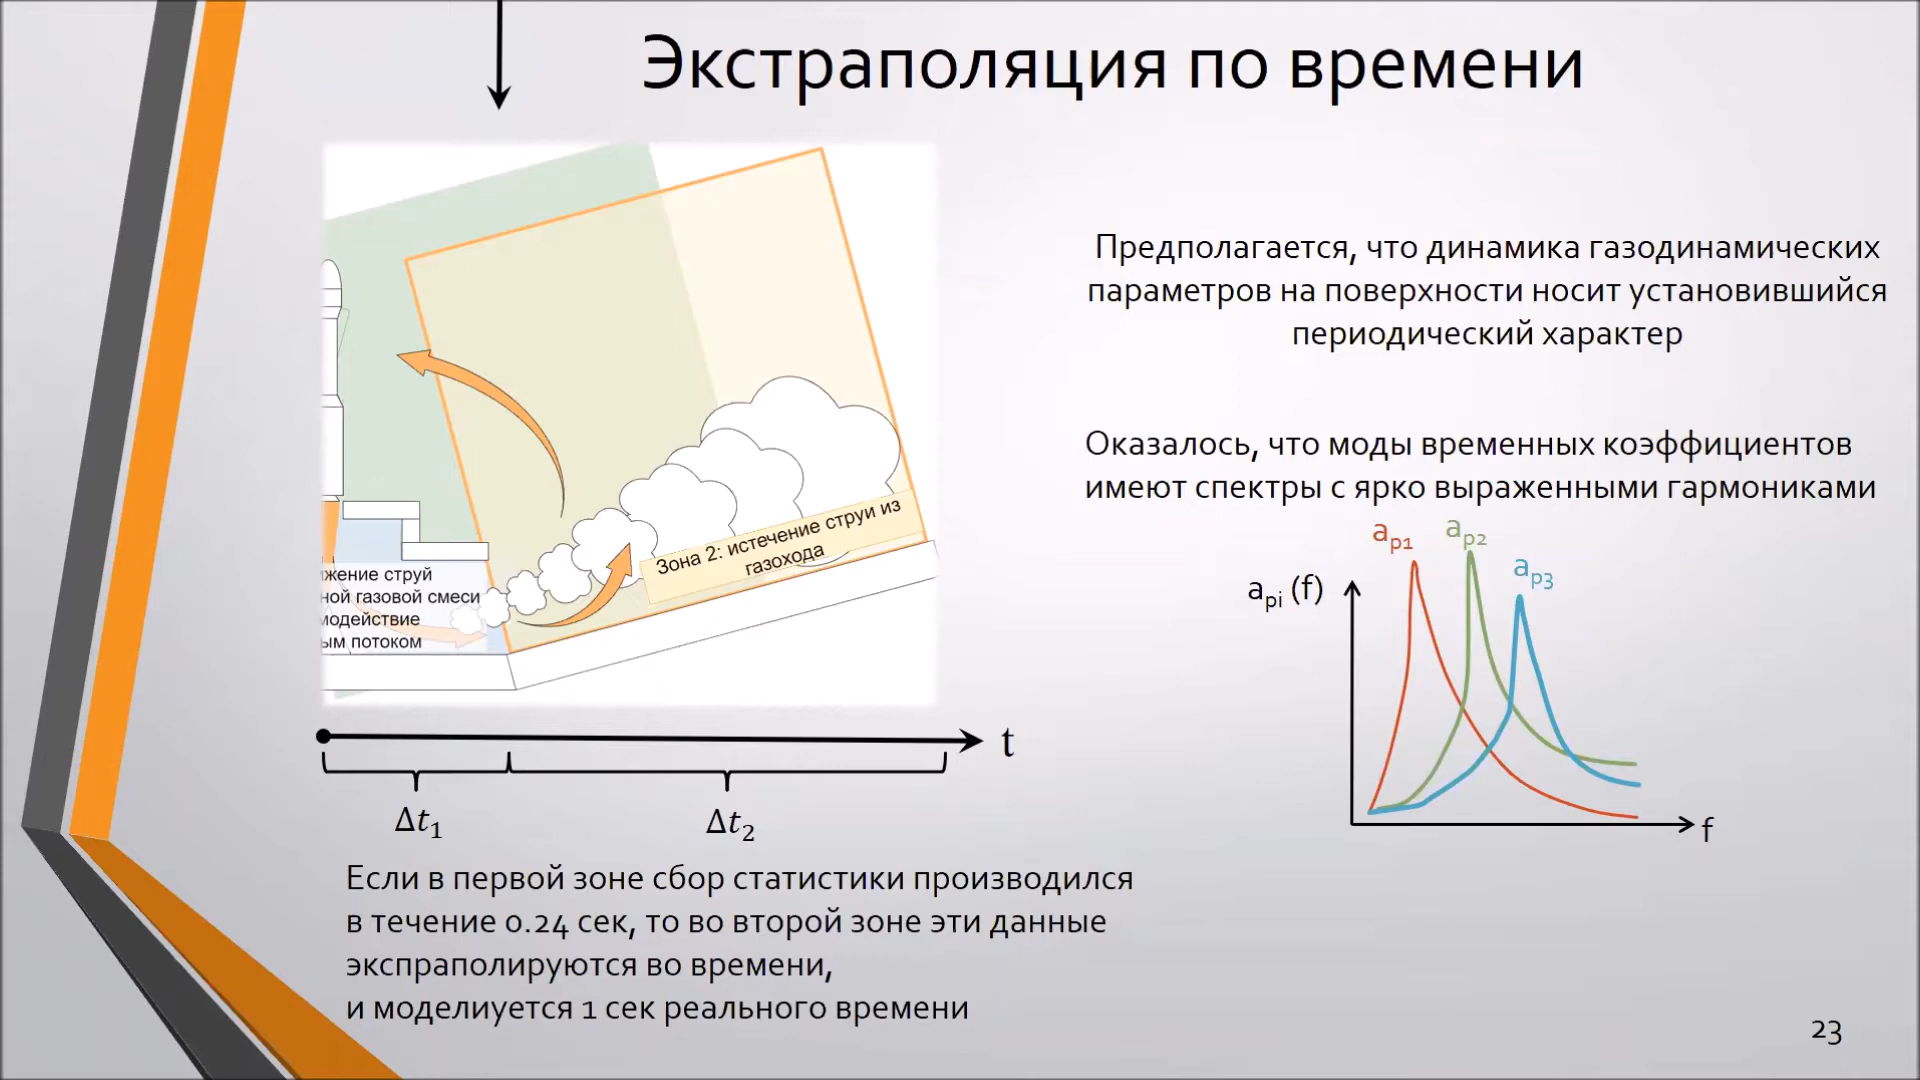 Экстраполяция по времени
Предполагается, что динамика газодинамических
параметров на поверхности носит установившийся
периодический характер
Оказалось, что моды временных коэффициентов
имеют спектры с ярко выраженными гармониками
a_p1 a_p2
a_p3
a_pi (f)
f
Зона 2: истечение струи из
газохода
ижение струй
ной газовой смеси
модействие
ым потоком
t
Δt_1 Δt_2
Если в первой зоне сбор статистики производился
в течение 0.24 сек, то во второй зоне эти данные
экспраполируются во времени,
и моделиуется 1 сек реального времени
23